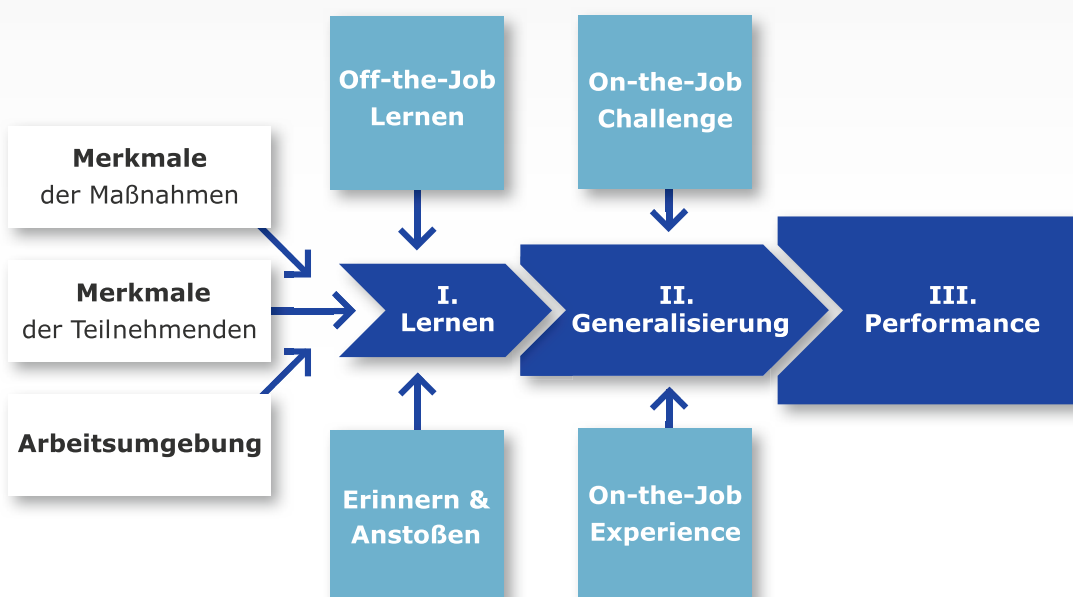 Off-the-Job
Lernen
On-the-Job
Challenge
Merkmale
der Maßnahmen
Merkmale
der Teilnehmenden
Arbeitsumgebung
I.
Lernen
II.
Generalisierung
III.
Performance
Erinnern &
Anstoßen
On-the-Job
Experience